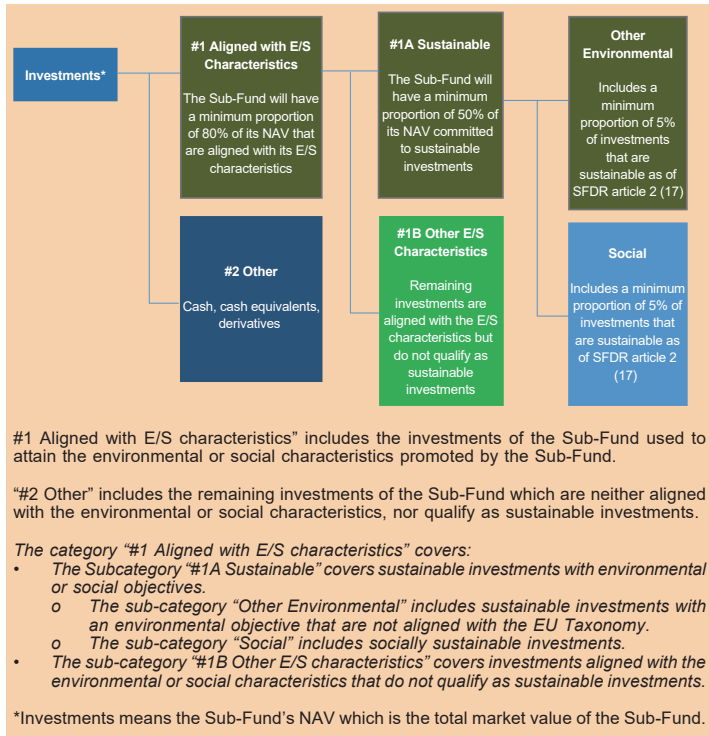 Investments*
#1 Aligned with E/S
Characteristics
The Sub-Fund will have
a minimum proportion
of 80% of its NAV that
are aligned with its E/S
characteristics
#2 Other
Cash, cash equivalents,
derivatives
#1A Sustainable
The Sub-Fund will
have a minimum
proportion of 50% of
its NAV committed
to sustainable
investments
#1B Other E/S
Characteristics
Remaining
investments are
aligned with the E/S
characteristics but
do not qualify as
sustainable
investments
Other
Environmental
Includes a
minimum
proportion of 5%
of investments
that are
sustainable as of
SFDR article 2 (17)
Social
Includes a minimum
proportion of 5% of
investments that
are sustainable as
of SFDR article 2
(17)
#1 Aligned with E/S characteristics” includes the investments of the Sub-Fund used to
attain the environmental or social characteristics promoted by the Sub-Fund.
“#2 Other” includes the remaining investments of the Sub-Fund which are neither aligned
with the environmental or social characteristics, nor qualify as sustainable investments.
The category “#1 Aligned with E/S characteristics” covers:
• The Subcategory “#1A Sustainable” covers sustainable investments with environmental
or social objectives.
o The sub-category “Other Environmental” includes sustainable investments with
an environmental objective that are not aligned with the EU Taxonomy.
o The sub-category “Social” includes socially sustainable investments.
• The sub-category “#1B Other E/S characteristics” covers investments aligned with the
environmental or social characteristics that do not qualify as sustainable investments.
*Investments means the Sub-Fund’s NAV which is the total market value of the Sub-Fund.